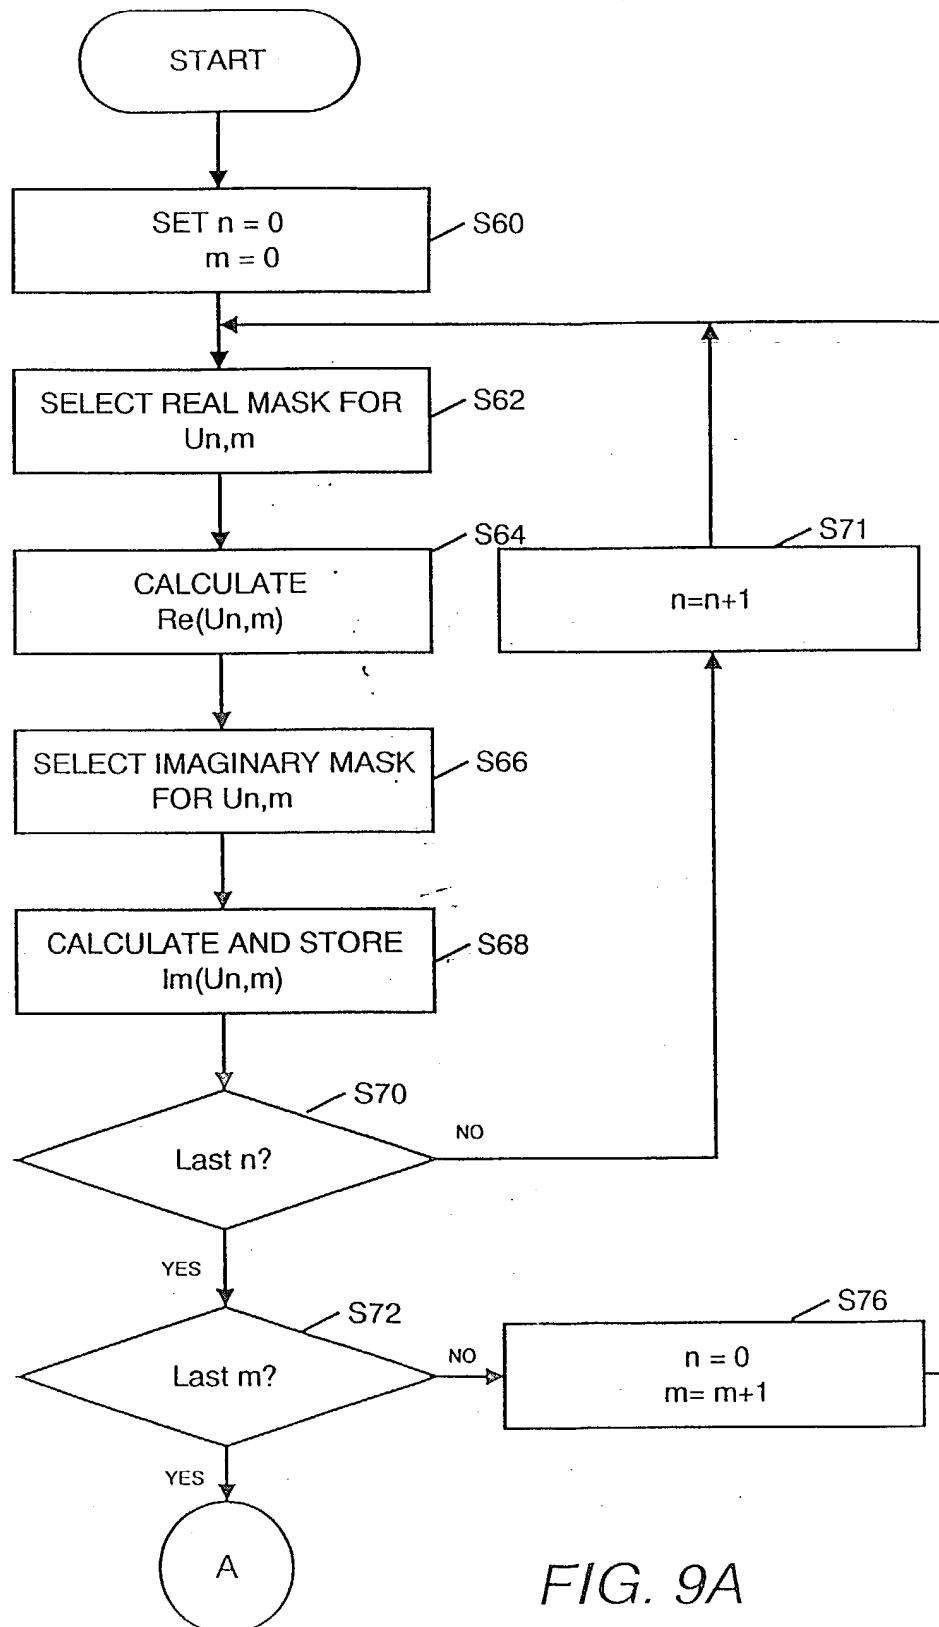 START
SET n = 0
m = 0
S60
SELECT REAL MASK FOR
Un,m
S62
CALCULATE
Re(Un,m)
S64
S71
n=n+1
SELECT IMAGINARY MASK
FOR Un,m
S66
CALCULATE AND STORE
Im(Un,m)
S68
S70
Last n?
NO
YES
S72
Last m?
NO
S76
n = 0
m= m+1
YES
A
FIG. 9A